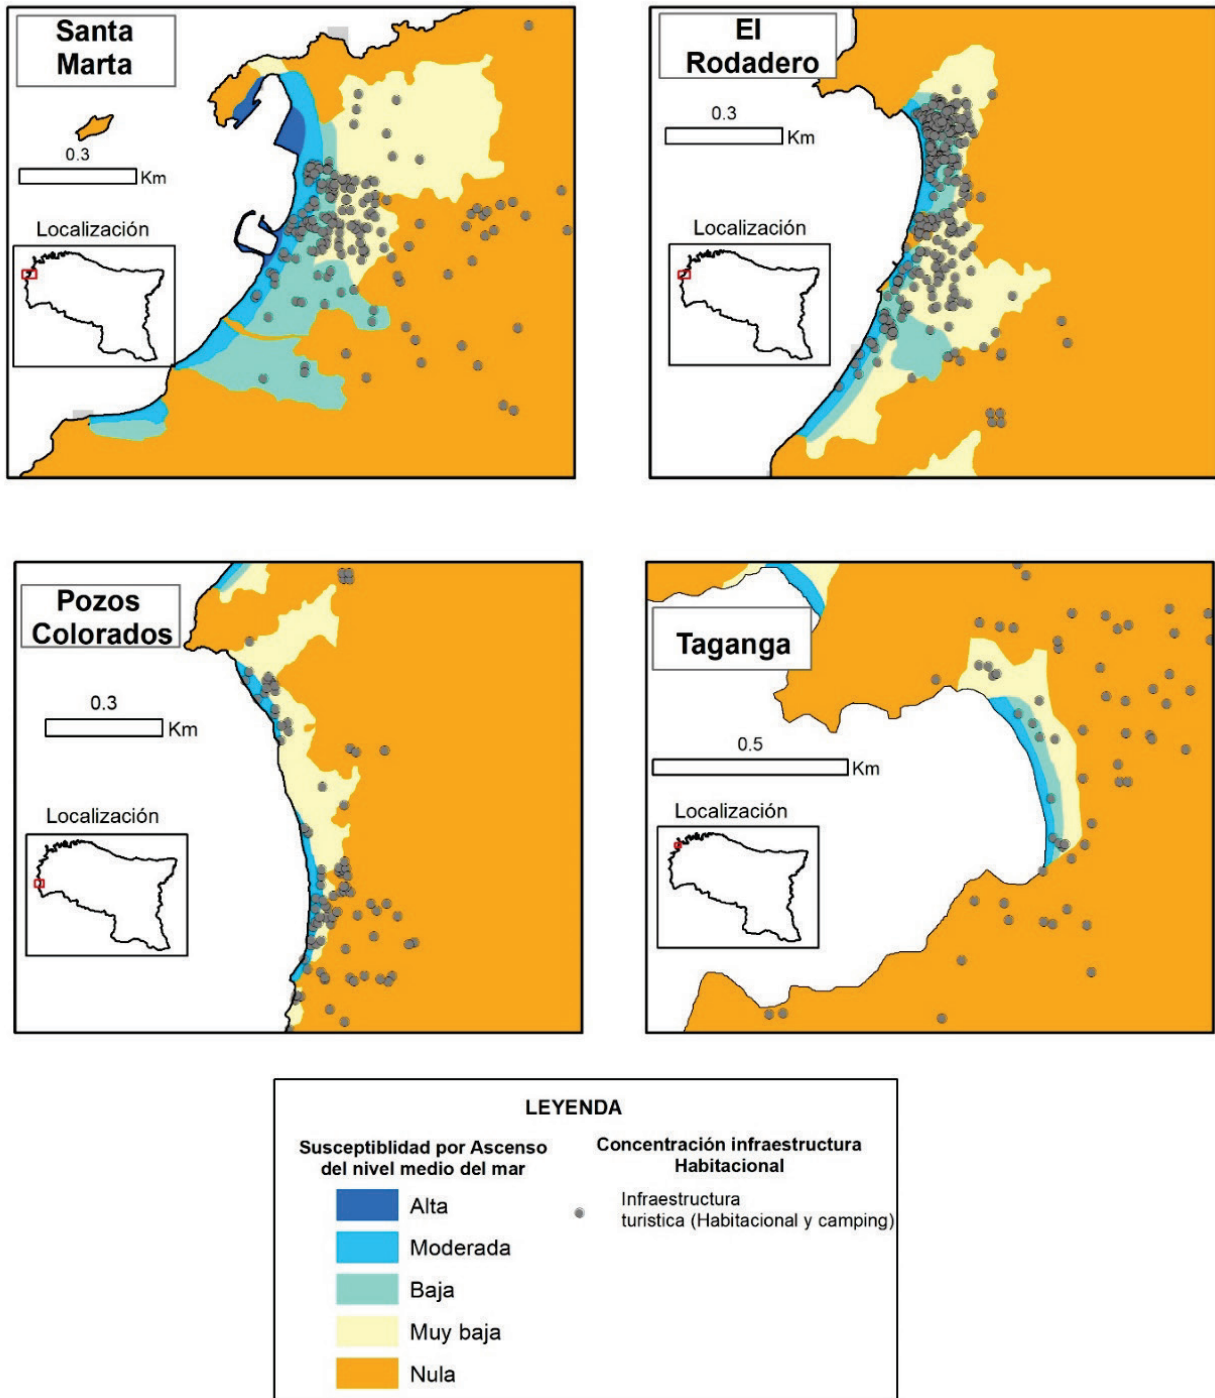 Santa
Marta
0.3
Km
Localización
El
Rodadero
0.3
Km
Localización
Pozos
Colorados
0.3
Km
Localización
Taganga
0.5
Km
Localización
LEYENDA
Susceptiblidad por Ascenso
del nivel medio del mar
Alta
Moderada
Baja
Muy baja
Nula
Concentración infraestructura
Habitacional
Infraestructura
turistica (Habitacional y camping)